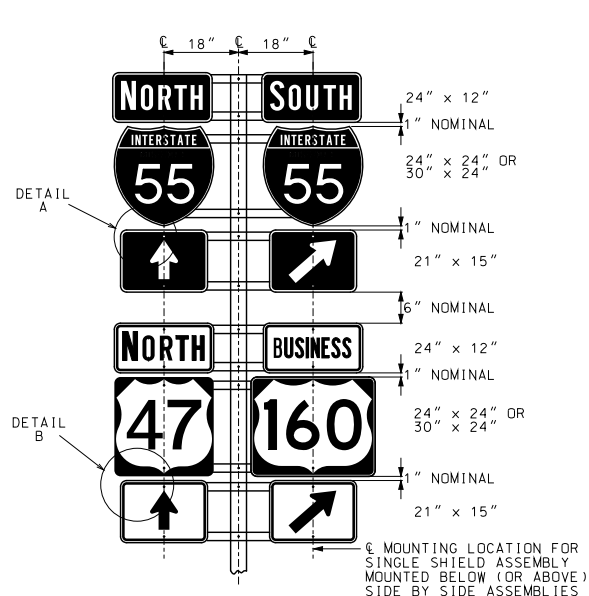 ℄ 18" 18" ℄
NORTH SOUTH
24" x 12"
1" NOMINAL
INTERSTATE INTERSTATE
55 55
24" x 24" OR
30" x 24"
DETAIL
A
1" NOMINAL
21" x 15"
6" NOMINAL
NORTH BUSINESS
24" x 12"
1" NOMINAL
47 160
24" x 24" OR
30" x 24"
DETAIL
B
1" NOMINAL
21" x 15"
℄ MOUNTING LOCATION FOR
SINGLE SHIELD ASSEMBLY
MOUNTED BELOW (OR ABOVE)
SIDE BY SIDE ASSEMBLIES